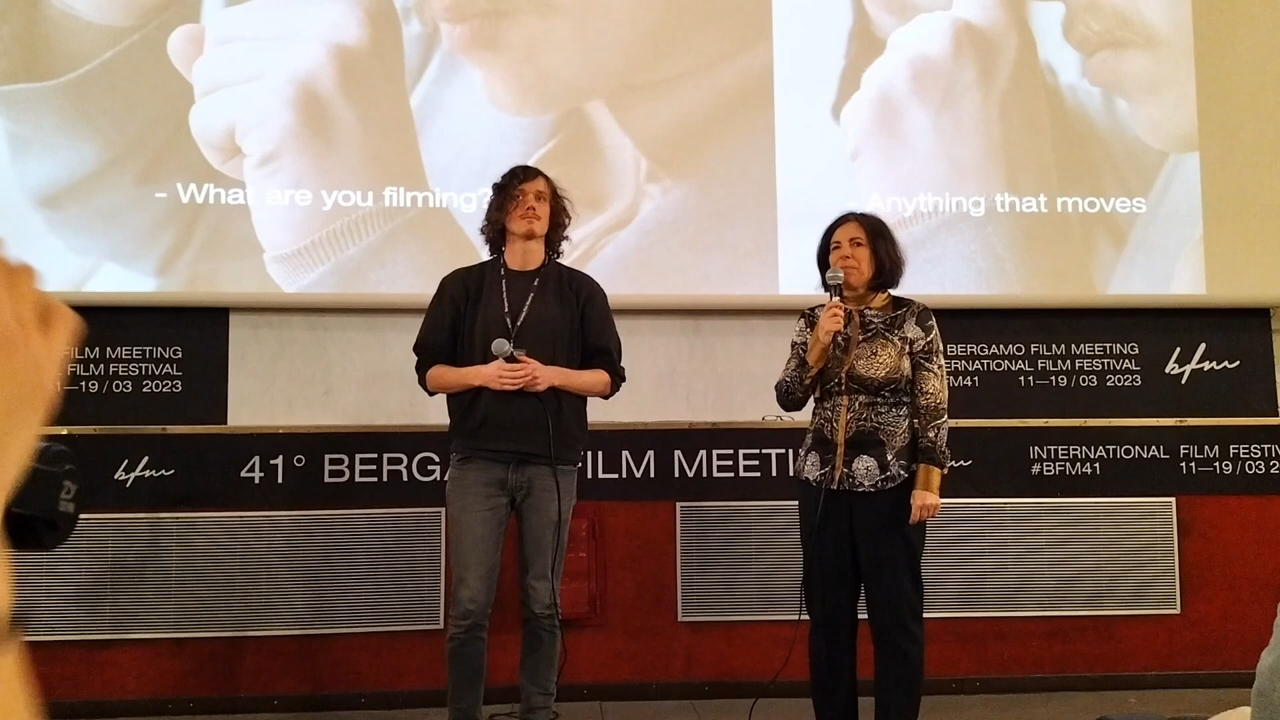 - What are you filming?
- Anything that moves
FILM MEETING
FILM FESTIVAL
11—19 / 03 2023
BERGAMO FILM MEETING
ERNATIONAL FILM FESTIVAL
FM41 11—19 / 03 2023
bfm
bfm
41° BERGA FILM MEETI
INTERNATIONAL FILM FESTIV
#BFM41 11—19 / 03 2